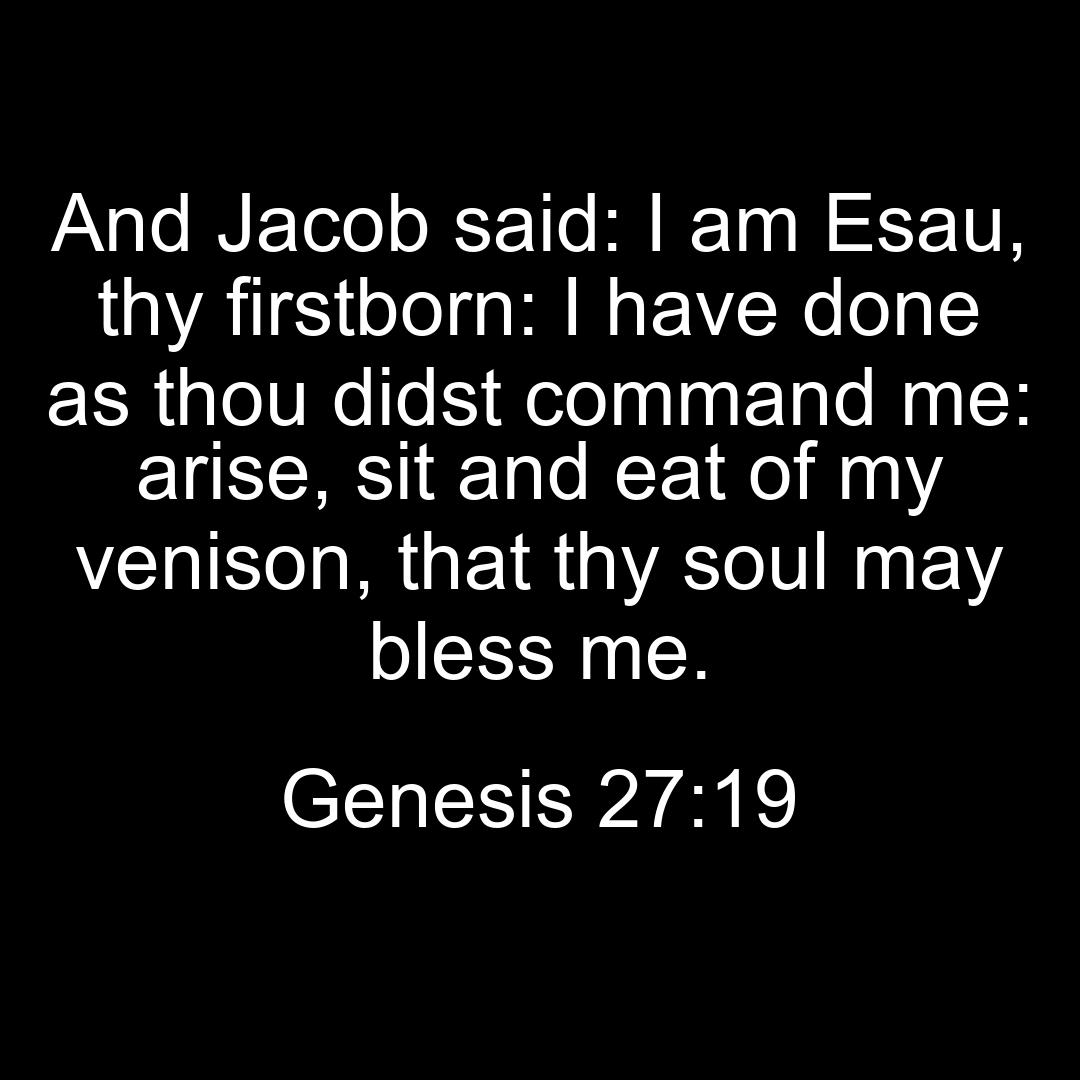 And Jacob said: I am Esau,
thy firstborn: I have done
as thou didst command me:
arise, sit and eat of my
venison, that thy soul may
bless me.
Genesis 27:19